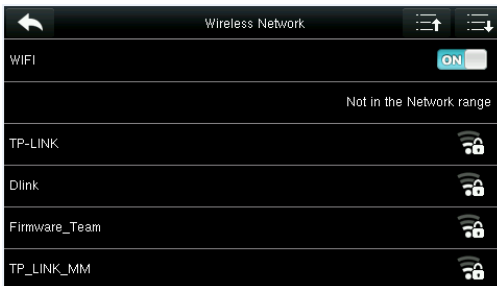 Wireless Network
WIFI ON
Not in the Network range
TP-LINK
Dlink
Firmware_Team
TP_LINK_MM